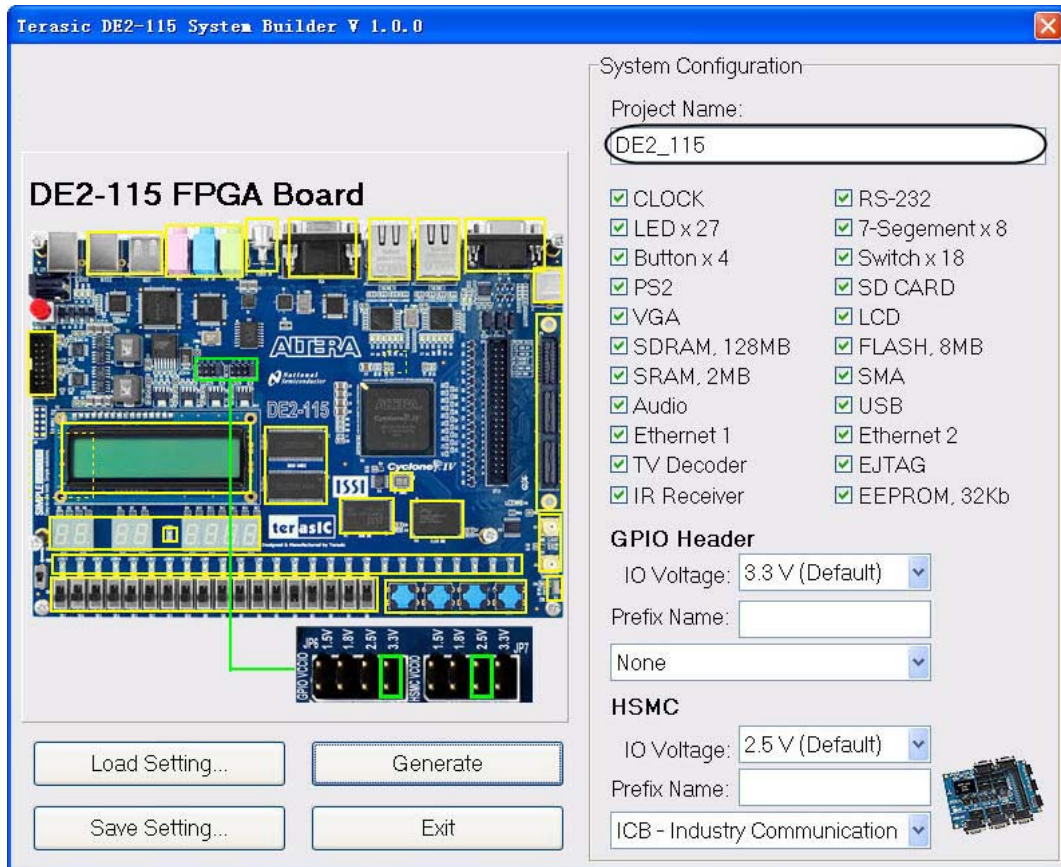 Terasic DE2-115 System Builder V 1.0.0
System Configuration
Project Name:
DE2_115
DE2-115 FPGA Board
CLOCK
RS-232
LED x 27
7-Segement x 8
Button x 4
Switch x 18
PS2
SD CARD
VGA
LCD
SDRAM, 128MB
FLASH, 8MB
SRAM, 2MB
SMA
Audio
USB
Ethernet 1
Ethernet 2
TV Decoder
EJTAG
IR Receiver
EEPROM, 32Kb
ALTERA
National
Semiconductor
DE2-115
Cyclone IV
ISSI
terasIC
GPIO Header
IO Voltage: 3.3 V (Default)
Prefix Name:
None
HSMC
IO Voltage: 2.5 V (Default)
Prefix Name:
ICB - Industry Communication
GPIO VCCIO
JP6
1.5V
1.8V
2.5V
3.3V
HSMC VCCIO
1.5V
1.8V
2.5V
3.3V
JP7
Load Setting...
Generate
Save Setting...
Exit